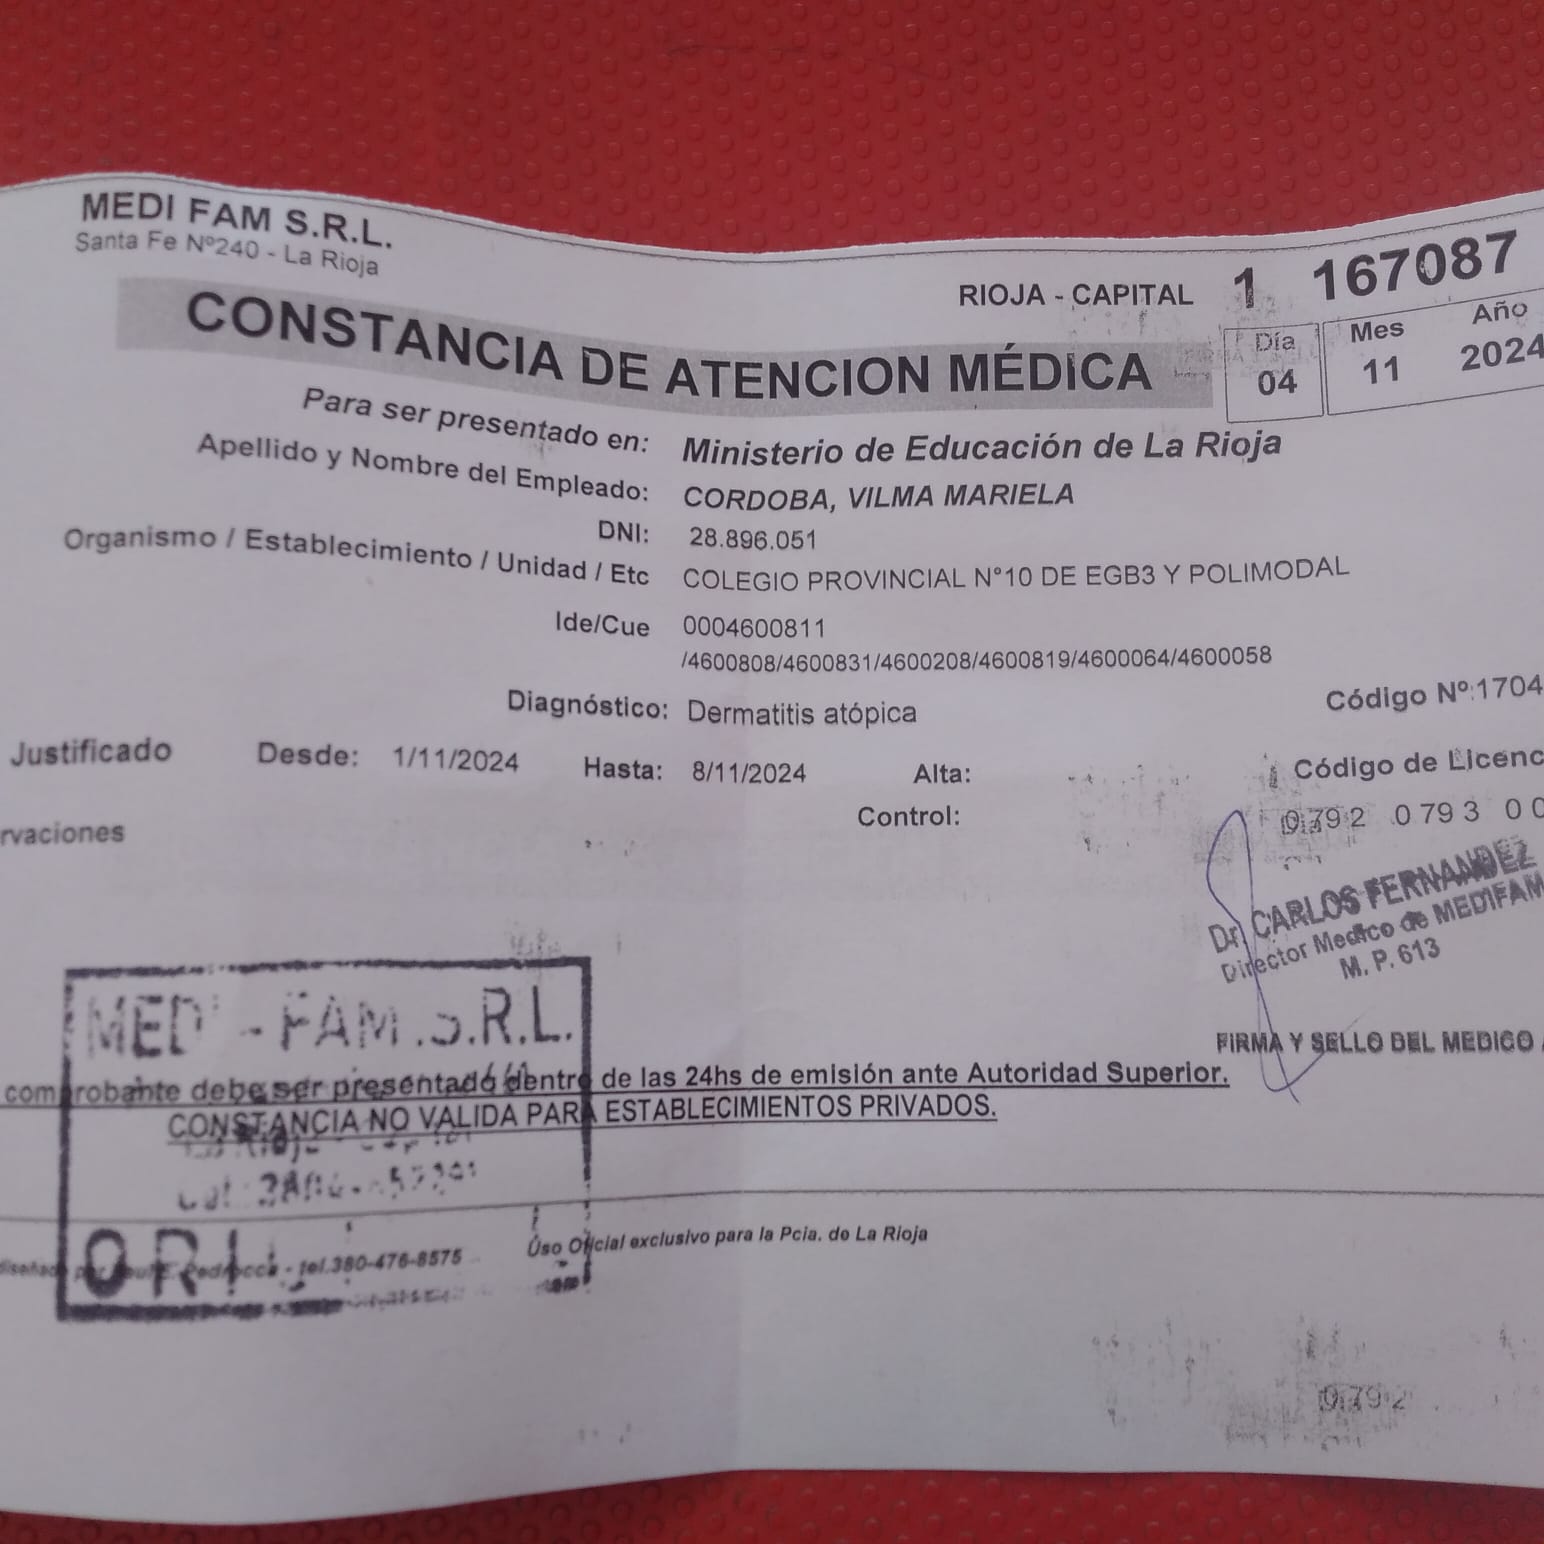 MEDI FAM S.R.L.
Santa Fe Nº240 - La Rioja
RIOJA - CAPITAL 1 167087
CONSTANCIA DE ATENCION MÉDICA
Día Mes Año
04 11 2024
Para ser presentado en: Ministerio de Educación de La Rioja
Apellido y Nombre del Empleado: CORDOBA, VILMA MARIELA
DNI: 28.896.051
Organismo / Establecimiento / Unidad / Etc COLEGIO PROVINCIAL N°10 DE EGB3 Y POLIMODAL
Ide/Cue 0004600811
/4600808/4600831/4600208/4600819/4600064/4600058
Diagnóstico: Dermatitis atópica Código Nº:1704
Justificado Desde: 1/11/2024 Hasta: 8/11/2024 Alta: Código de Licenc
Control: 0792 0793 00
rvaciones
Dr. CARLOS FERNANDEZ
Director Medico de MEDIFAM
M. P. 613
FIRMA Y SELLO DEL MEDICO
MEDI - FAM .S.R.L.
comprobante debe ser presentado dentro de las 24hs de emisión ante Autoridad Superior.
CONSTANCIA NO VALIDA PARA ESTABLECIMIENTOS PRIVADOS.
- tel.380-476-8575 Uso Oficial exclusivo para la Pcia. de La Rioja
0792